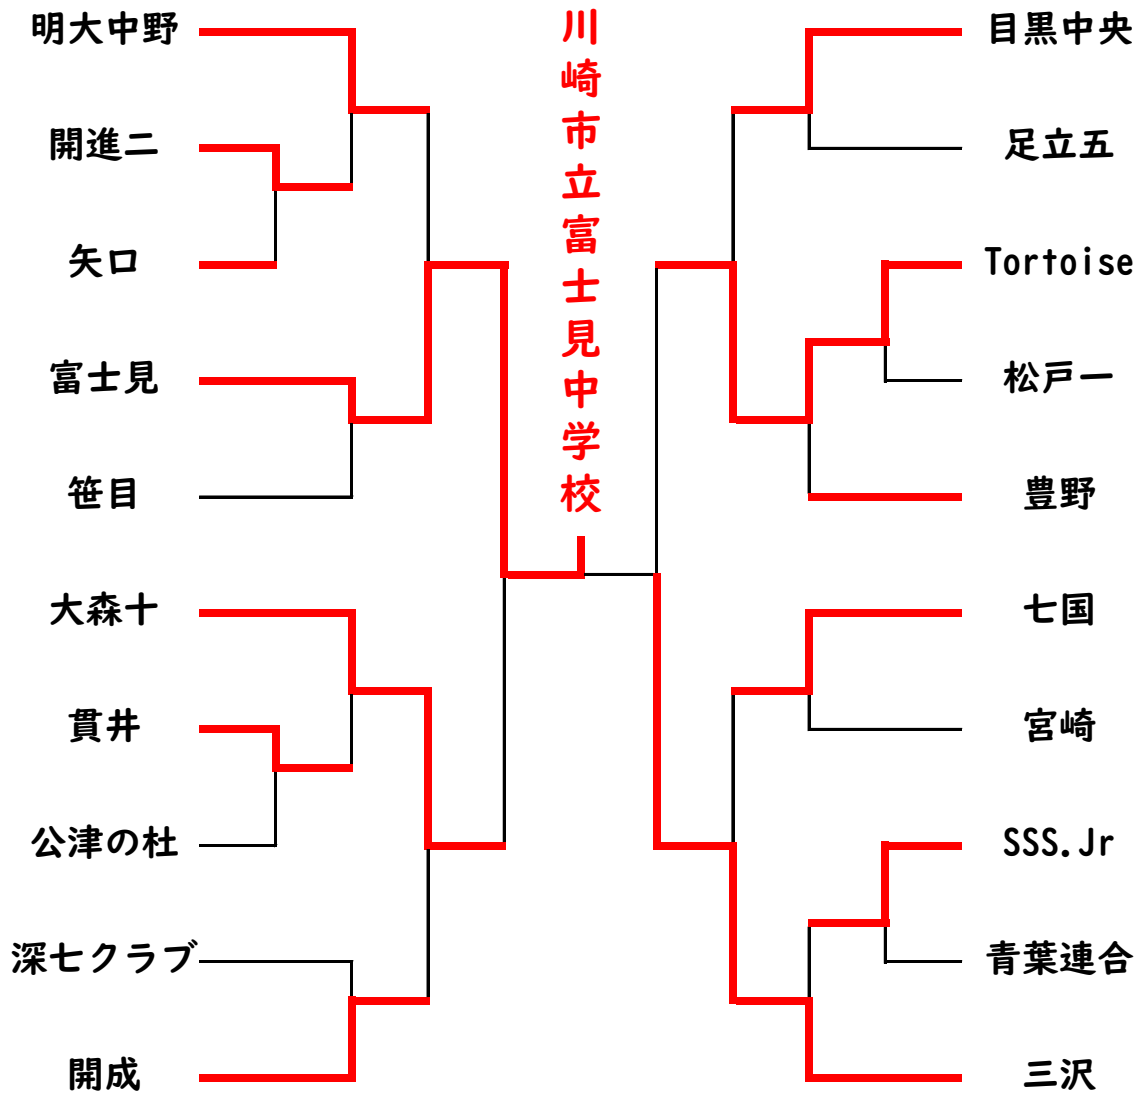 明大中野
開進二
矢口
富士見
笹目
大森十
貫井
公津の杜
深七クラブ
開成
川崎市立富士見中学校
目黒中央
足立五
Tortoise
松戸一
豊野
七国
宮崎
SSS.Jr
青葉連合
三沢